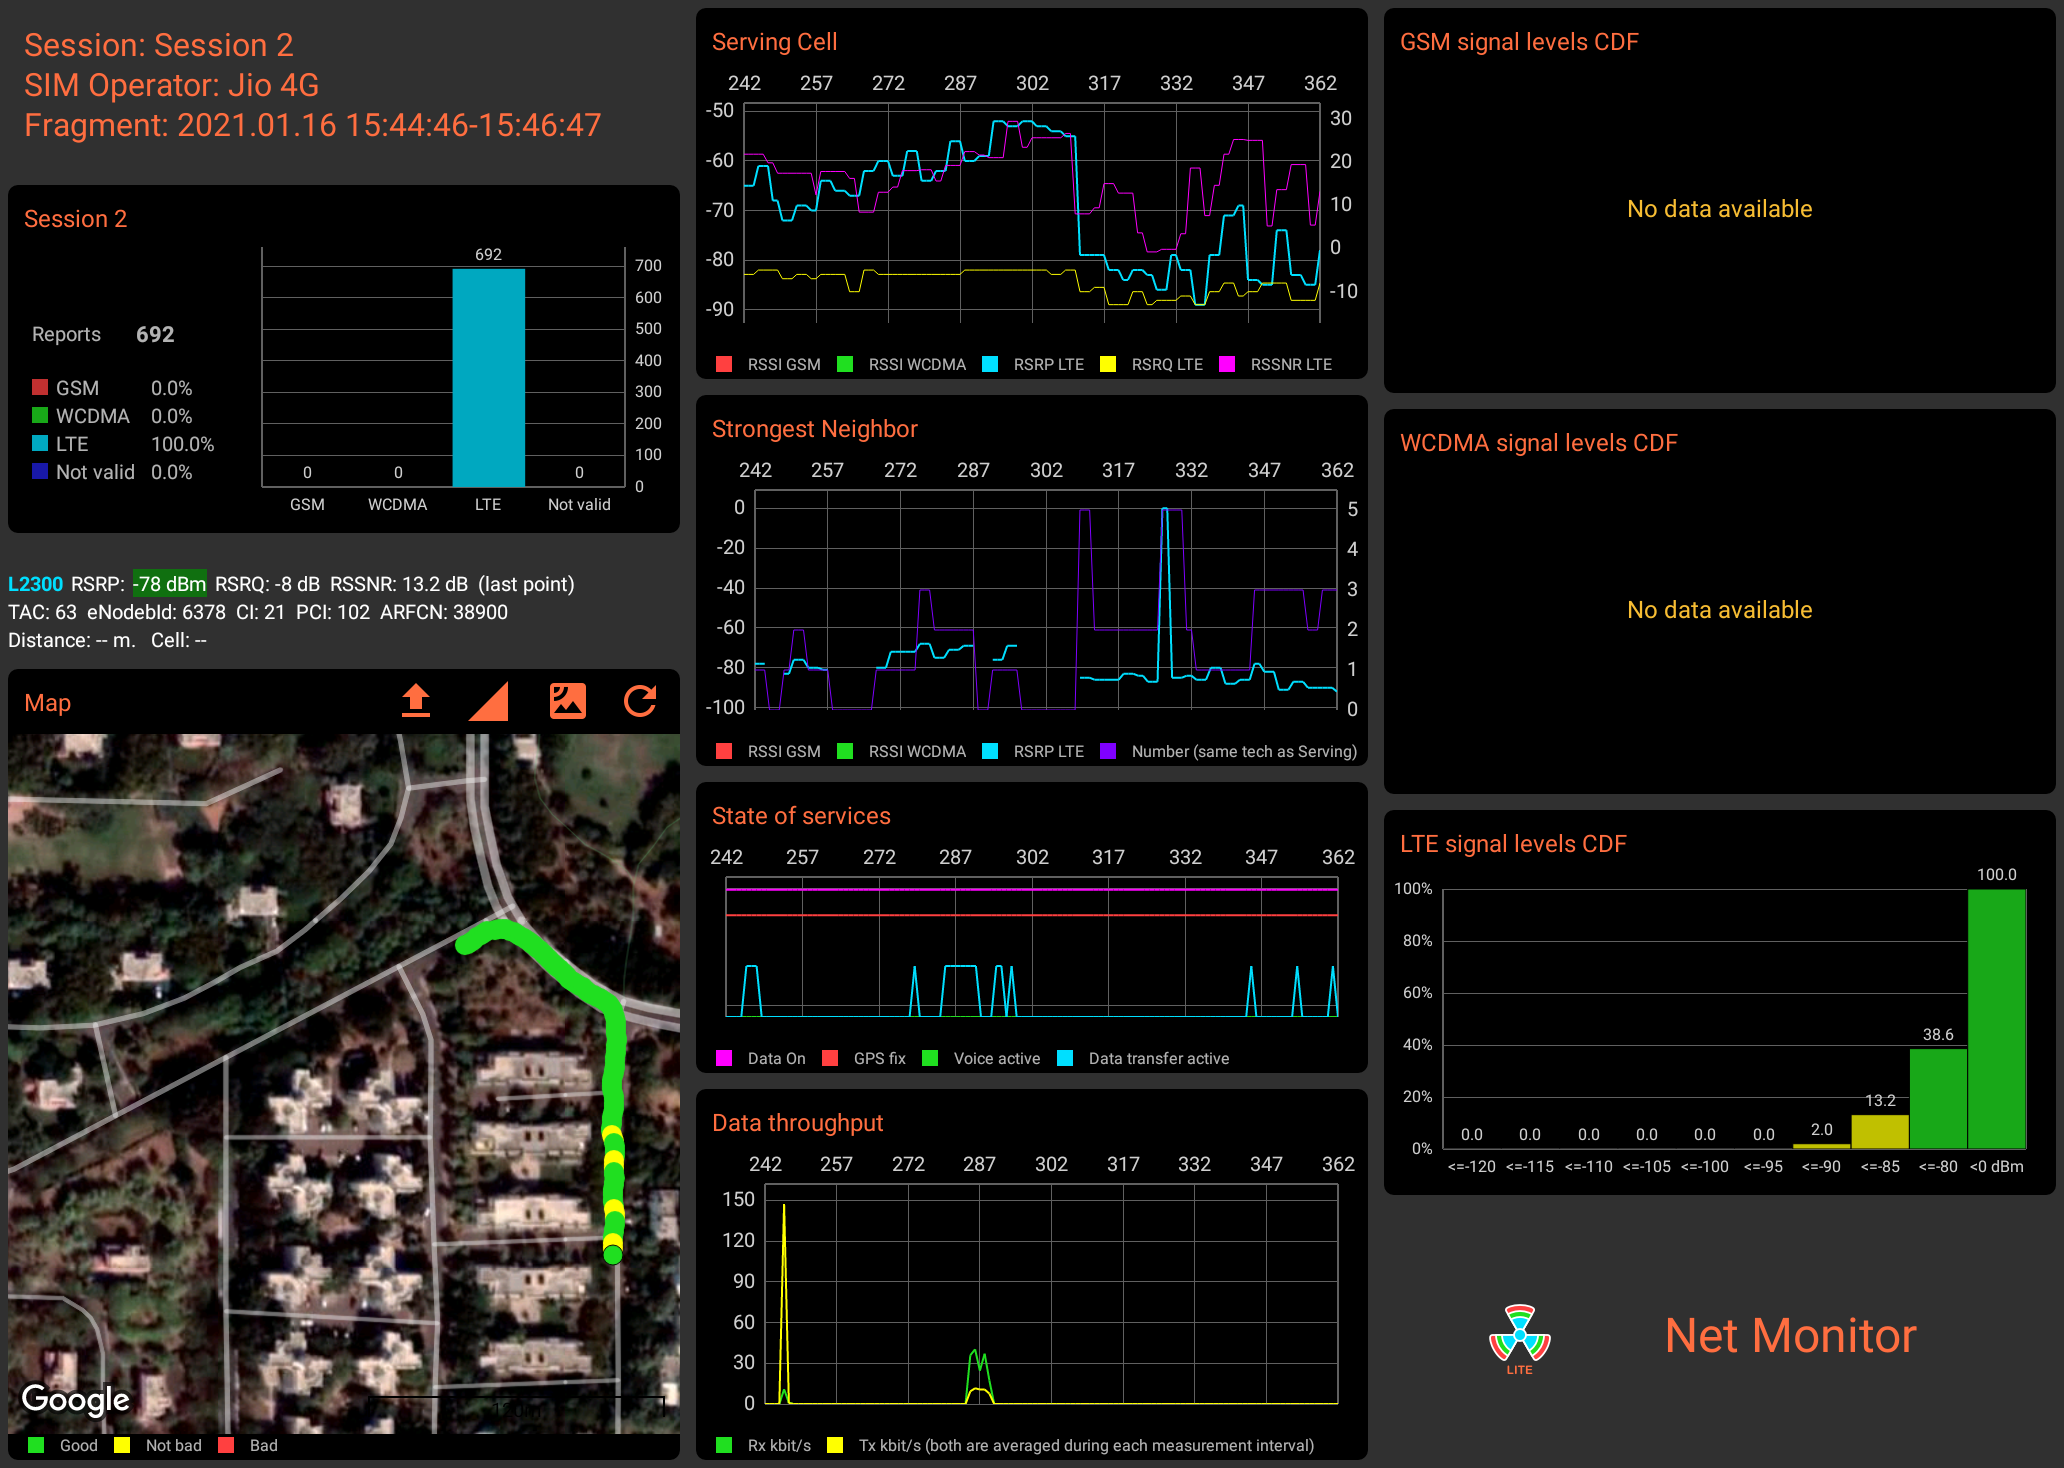 Session: Session 2
SIM Operator: Jio 4G
Fragment: 2021.01.16 15:44:46-15:46:47
Session 2
Reports 692
GSM 0.0%
WCDMA 0.0%
LTE 100.0%
Not valid 0.0%
692
0 0 0
700
600
500
400
300
200
100
0
GSM WCDMA LTE Not valid
L2300 RSRP: -78 dBm RSRQ: -8 dB RSSNR: 13.2 dB (last point)
TAC: 63 eNodebId: 6378 CI: 21 PCI: 102 ARFCN: 38900
Distance: -- m. Cell: --
Map
Google
Good Not bad Bad
Serving Cell
242 257 272 287 302 317 332 347 362
-50
-60
-70
-80
-90
30
20
10
0
-10
RSSI GSM RSSI WCDMA RSRP LTE RSRQ LTE RSSNR LTE
Strongest Neighbor
242 257 272 287 302 317 332 347 362
0
-20
-40
-60
-80
-100
5
4
3
2
1
0
RSSI GSM RSSI WCDMA RSRP LTE Number (same tech as Serving)
State of services
242 257 272 287 302 317 332 347 362
Data On GPS fix Voice active Data transfer active
Data throughput
242 257 272 287 302 317 332 347 362
150
120
90
60
30
0
Rx kbit/s Tx kbit/s (both are averaged during each measurement interval)
GSM signal levels CDF
No data available
WCDMA signal levels CDF
No data available
LTE signal levels CDF
100%
80%
60%
40%
20%
0%
0.0 0.0 0.0 0.0 0.0 0.0 2.0 13.2 38.6 100.0
<=-120 <=-115 <=-110 <=-105 <=-100 <=-95 <=-90 <=-85 <=-80 <0 dBm
LITE
Net Monitor